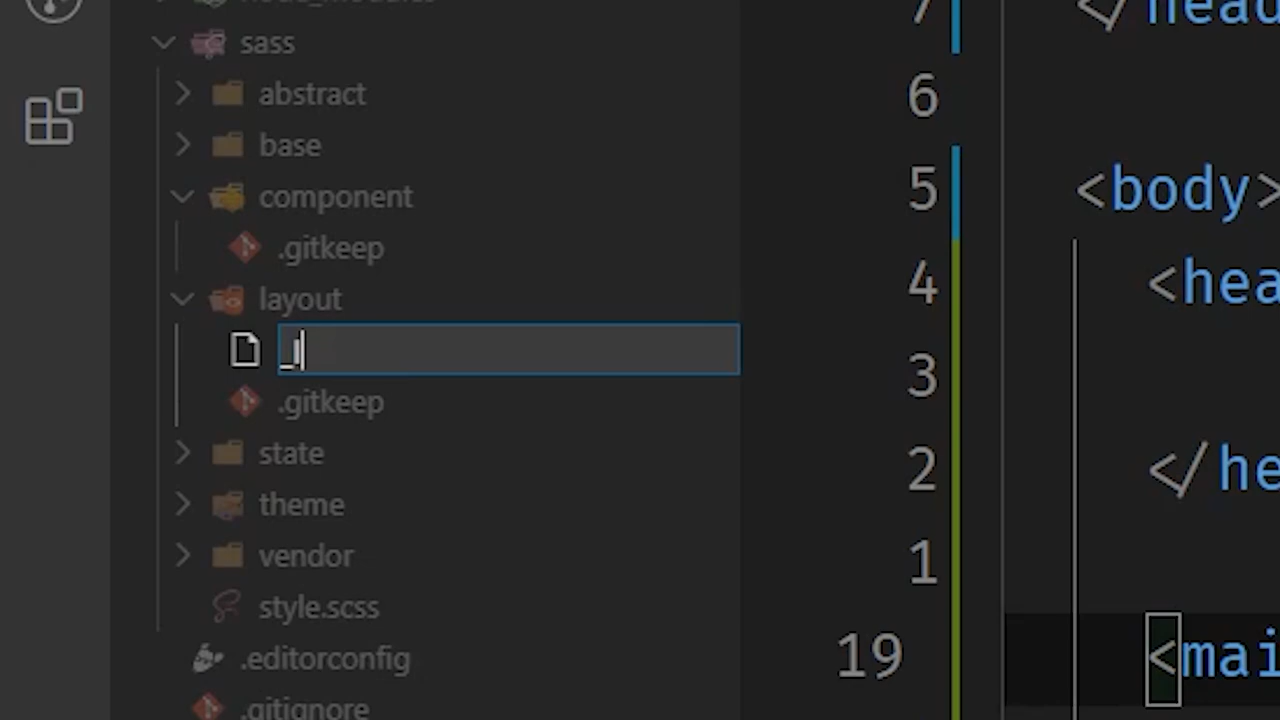 sass
abstract
base
component
.gitkeep
layout
_l
.gitkeep
state
theme
vendor
style.scss
.editorconfig
.gitignore
7 </head
6
5 <body>
4 <hea
3
2 </he
1
19 <mai